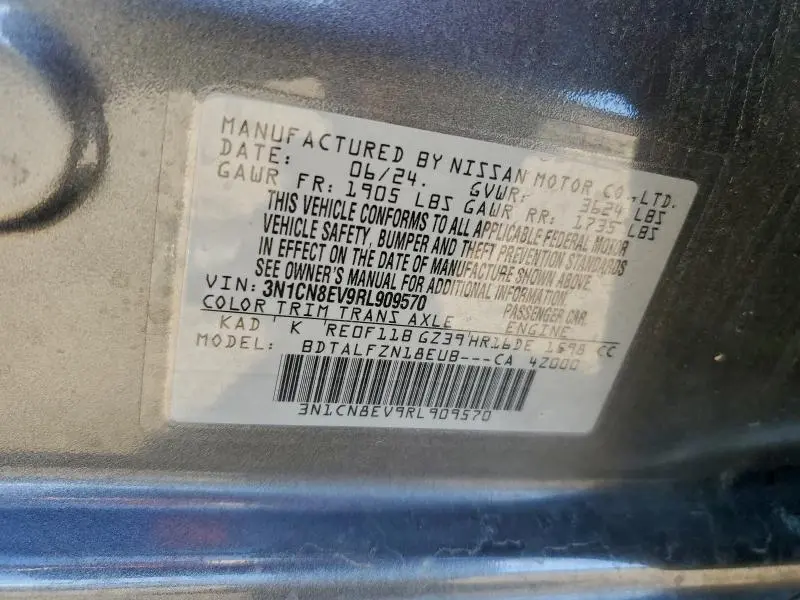 MANUFACTURED BY NISSAN MOTOR CO., LTD.
DATE: 06/24. GVWR: 3624 LBS
GAWR FR: 1905 LBS GAWR RR: 1735 LBS
THIS VEHICLE CONFORMS TO ALL APPLICABLE FEDERAL MOTOR
VEHICLE SAFETY, BUMPER AND THEFT PREVENTION STANDARDS
IN EFFECT ON THE DATE OF MANUFACTURE SHOWN ABOVE
SEE OWNER'S MANUAL FOR ADDITIONAL INFORMATION.
VIN: 3N1CN8EV9RL909570 PASSENGER CAR.
COLOR TRIM TRANS AXLE ENGINE
KAD K RE0F11B GZ39 HR16DE 1598 CC
MODEL: BDTALFZN18EUB---CA 42000
3N1CN8EV9RL909570